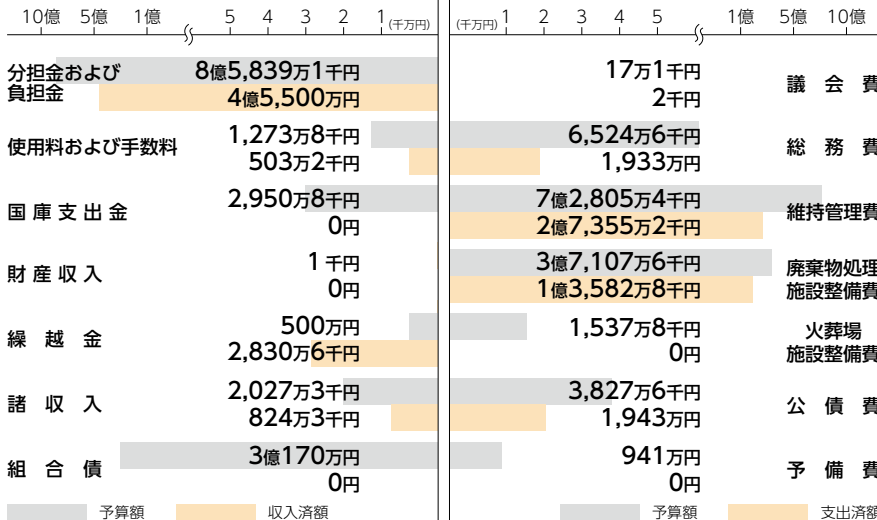 10億 5億 1億 5 4 3 2 1 (千万円)
(千万円) 1 2 3 4 5 1億 5億 10億
分担金および
負担金
8億5,839万1千円
4億5,500万円
使用料および手数料
1,273万8千円
503万2千円
国庫支出金
2,950万8千円
0円
財産収入
1千円
0円
繰越金
500万円
2,830万6千円
諸収入
2,027万3千円
824万3千円
組合債
3億170万円
0円
予算額 収入済額
17万1千円
2千円
議会費
6,524万6千円
1,933万円
総務費
7億2,805万4千円
2億7,355万2千円
維持管理費
3億7,107万6千円
1億3,582万8千円
廃棄物処理
施設整備費
1,537万8千円
0円
火葬場
施設整備費
3,827万6千円
1,943万円
公債費
941万円
0円
予備費
予算額 支出済額